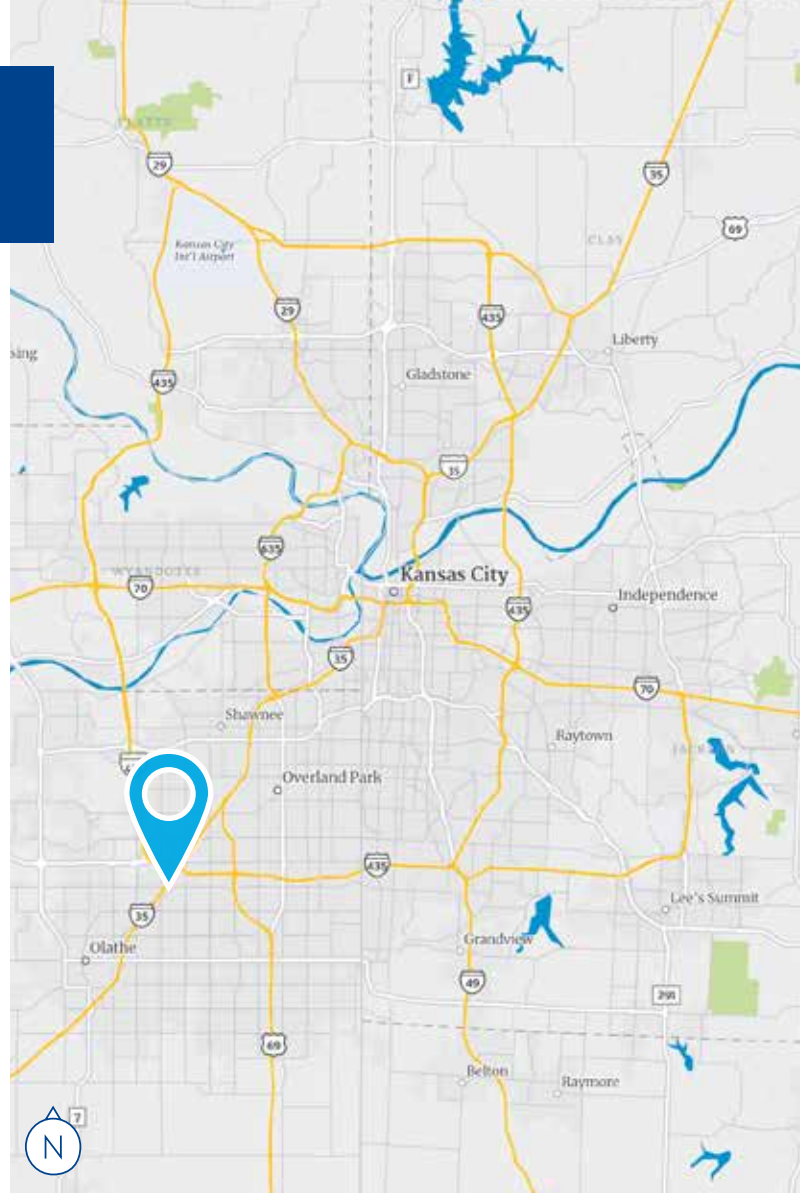 F
PLATTE
29
35
69
CLAY
Kansas City
Int'l Airport
29
435
Liberty
sing
Gladstone
435
35
635
WYANDOTTE
Kansas City
70
Independence
435
35
70
Shawnee
Raytown
JACKSON
Overland Park
435
Lee's Summit
35
Grandview
Olathe
49
291
69
Belton
Raymore
7
N